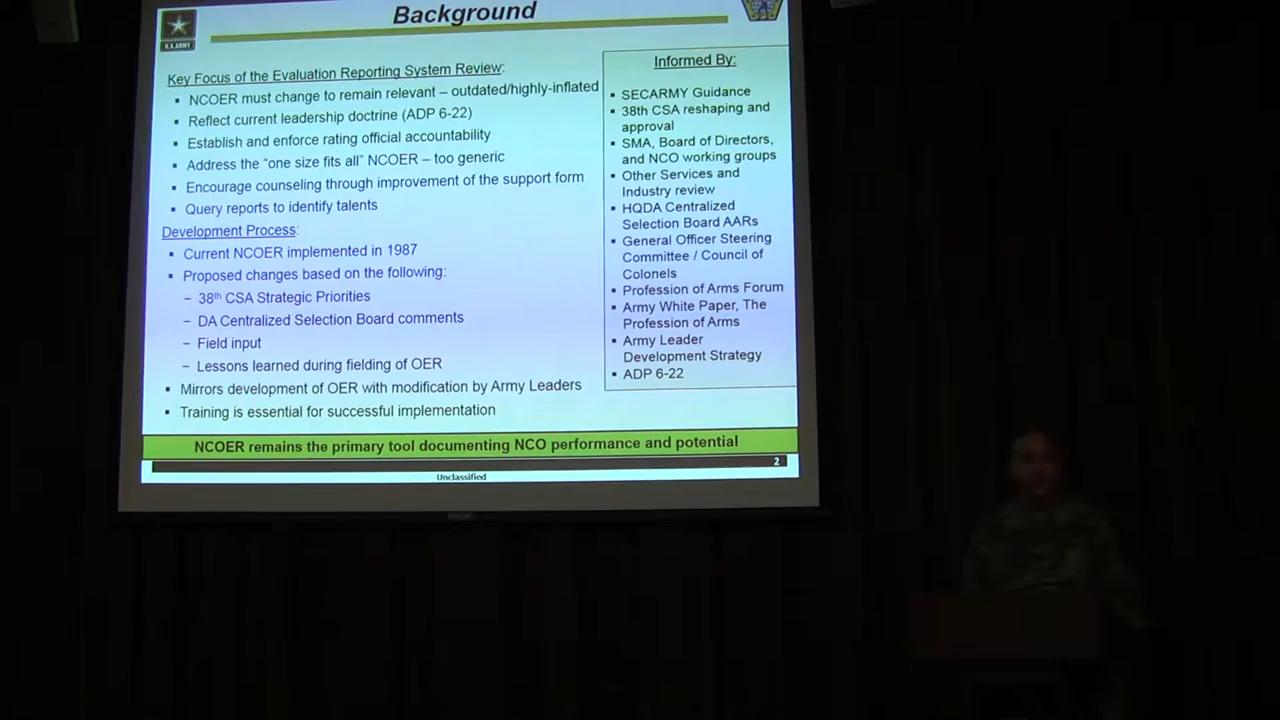 Background
U.S.ARMY
Key Focus of the Evaluation Reporting System Review:
▪ NCOER must change to remain relevant – outdated/highly-inflated
▪ Reflect current leadership doctrine (ADP 6-22)
▪ Establish and enforce rating official accountability
▪ Address the “one size fits all” NCOER – too generic
▪ Encourage counseling through improvement of the support form
▪ Query reports to identify talents
Development Process:
▪ Current NCOER implemented in 1987
▪ Proposed changes based on the following:
– 38th CSA Strategic Priorities
– DA Centralized Selection Board comments
– Field input
– Lessons learned during fielding of OER
▪ Mirrors development of OER with modification by Army Leaders
▪ Training is essential for successful implementation
Informed By:
▪ SECARMY Guidance
▪ 38th CSA reshaping and
approval
▪ SMA, Board of Directors,
and NCO working groups
▪ Other Services and
Industry review
▪ HQDA Centralized
Selection Board AARs
▪ General Officer Steering
Committee / Council of
Colonels
▪ Profession of Arms Forum
▪ Army White Paper, The
Profession of Arms
▪ Army Leader
Development Strategy
▪ ADP 6-22
NCOER remains the primary tool documenting NCO performance and potential
2
Unclassified